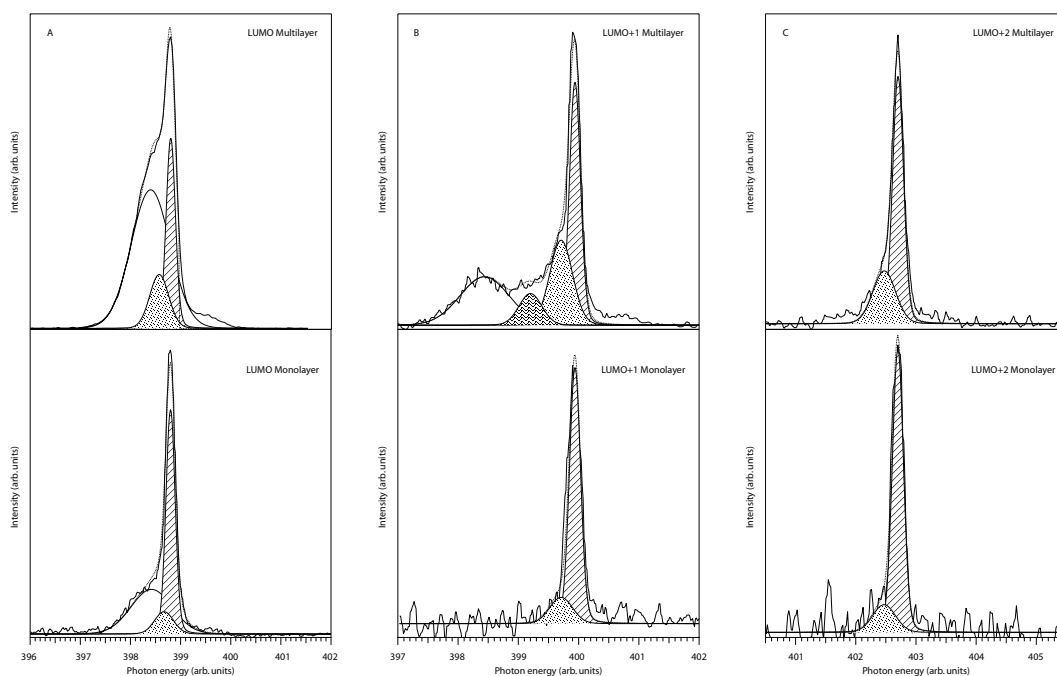 A
LUMO Multilayer
Intensity (arb. units)
B
LUMO+1 Multilayer
Intensity (arb. units)
C
LUMO+2 Multilayer
Intensity (arb. units)
LUMO Monolayer
Intensity (arb. units)
LUMO+1 Monolayer
Intensity (arb. units)
LUMO+2 Monolayer
Intensity (arb. units)
396 397 398 399 400 401 402
Photon energy (arb. units)
397 398 399 400 401 402
Photon energy (arb. units)
401 402 403 404 405
Photon energy (arb. units)